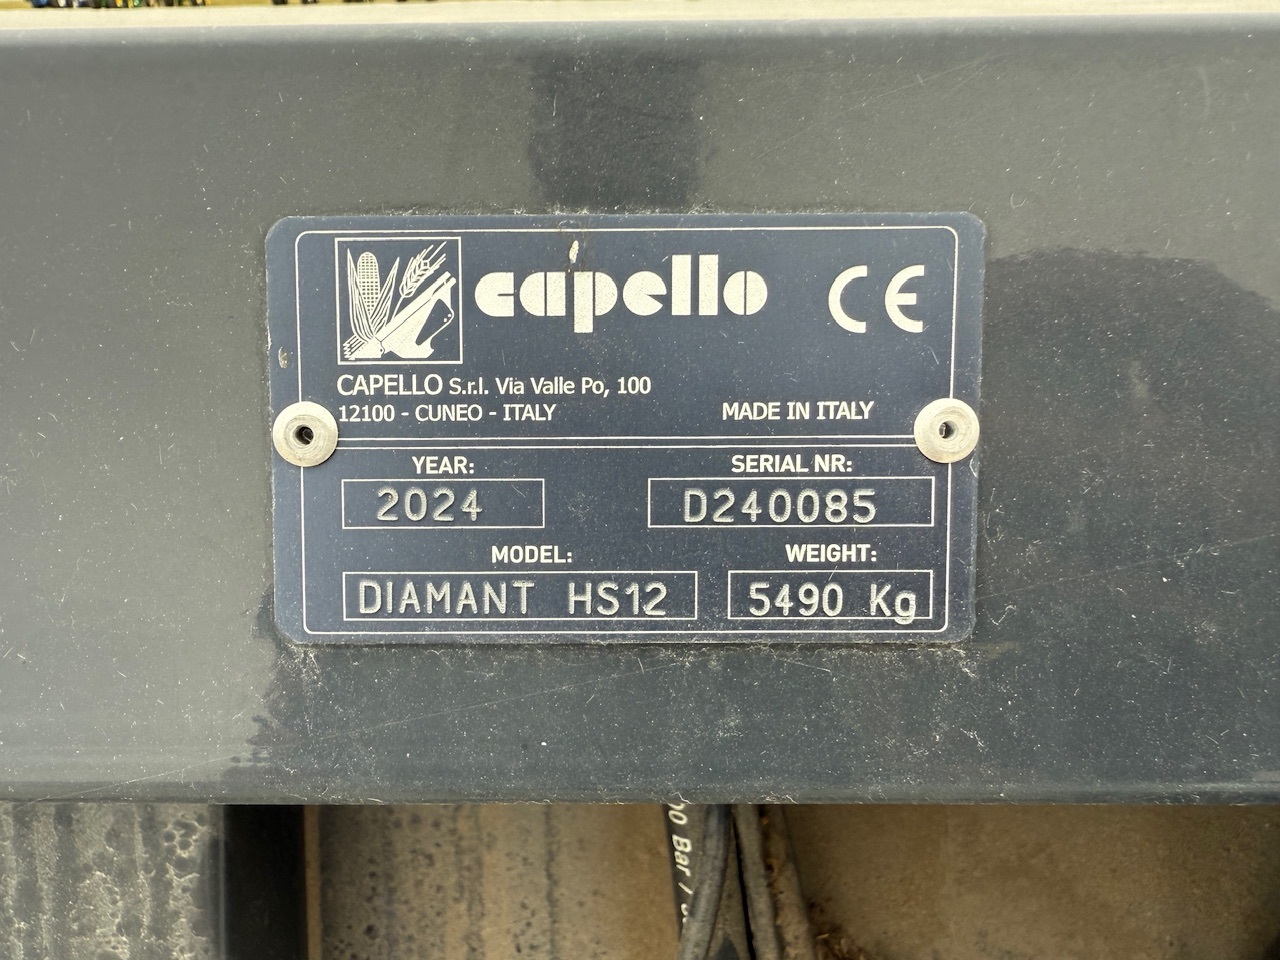 capello CE
CAPELLO S.r.l. Via Valle Po, 100
12100 - CUNEO - ITALY MADE IN ITALY
YEAR: SERIAL NR:
2024 D240085
MODEL: WEIGHT:
DIAMANT HS12 5490 Kg
Bar /